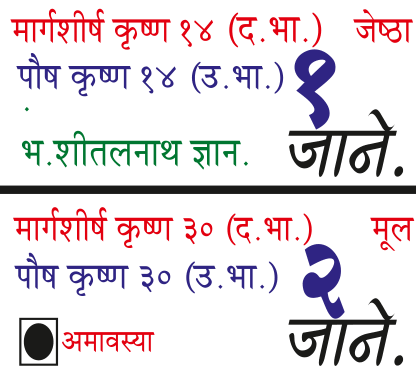 मार्गशीर्ष कृष्ण १४ (द.भा.) जेष्ठा
पौष कृष्ण १४ (उ.भा.) १
भ.शीतलनाथ ज्ञान. जाने.
मार्गशीर्ष कृष्ण ३० (द.भा.) मूल
पौष कृष्ण ३० (उ.भा.) २
अमावस्या जाने.